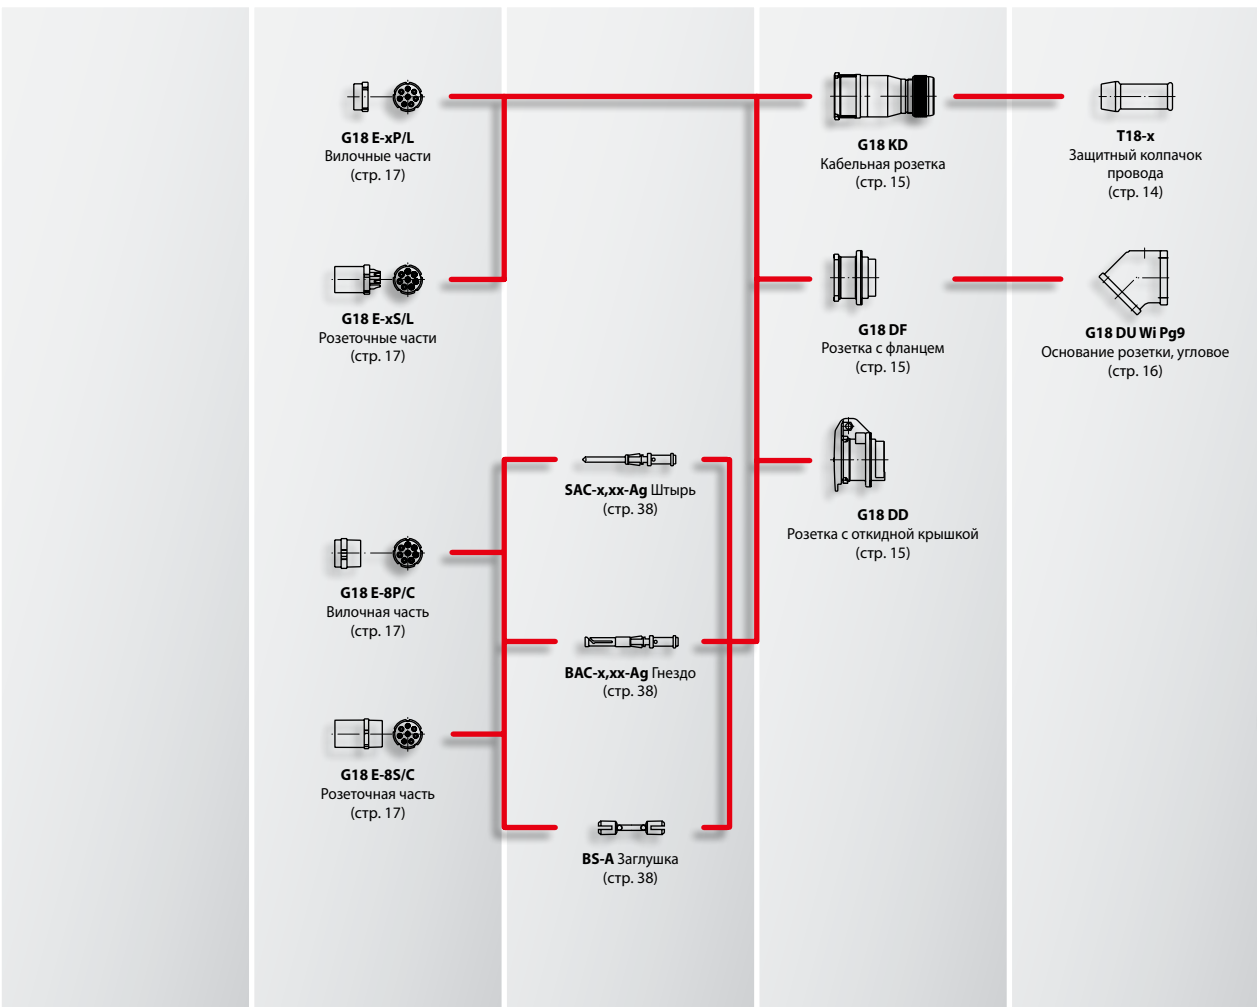 G18 E-xP/L
Вилочные части
(стр. 17)
G18 E-xS/L
Розеточные части
(стр. 17)
G18 E-8P/C
Вилочная часть
(стр. 17)
G18 E-8S/C
Розеточная часть
(стр. 17)
SAC-x,xx-Ag Штырь
(стр. 38)
BAC-x,xx-Ag Гнездо
(стр. 38)
BS-A Заглушка
(стр. 38)
G18 KD
Кабельная розетка
(стр. 15)
G18 DF
Розетка с фланцем
(стр. 15)
G18 DD
Розетка с откидной крышкой
(стр. 15)
T18-x
Защитный колпачок
провода
(стр. 14)
G18 DU Wi Pg9
Основание розетки, угловое
(стр. 16)